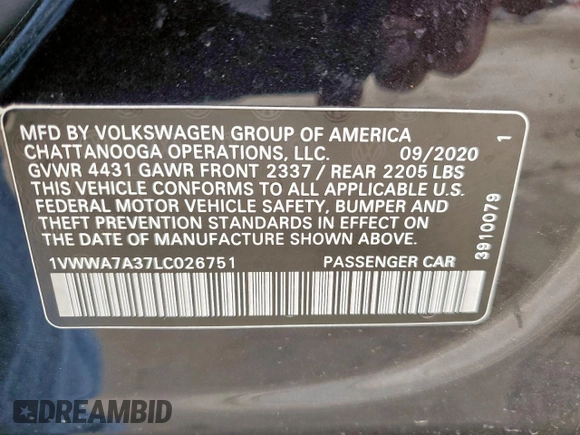 MFD BY VOLKSWAGEN GROUP OF AMERICA
CHATTANOOGA OPERATIONS, LLC. 09/2020
GVWR 4431 GAWR FRONT 2337 / REAR 2205 LBS
THIS VEHICLE CONFORMS TO ALL APPLICABLE U.S.
FEDERAL MOTOR VEHICLE SAFETY, BUMPER AND
THEFT PREVENTION STANDARDS IN EFFECT ON
THE DATE OF MANUFACTURE SHOWN ABOVE.
1VWWA7A37LC026751 PASSENGER CAR
3910079 1
DREAMBID